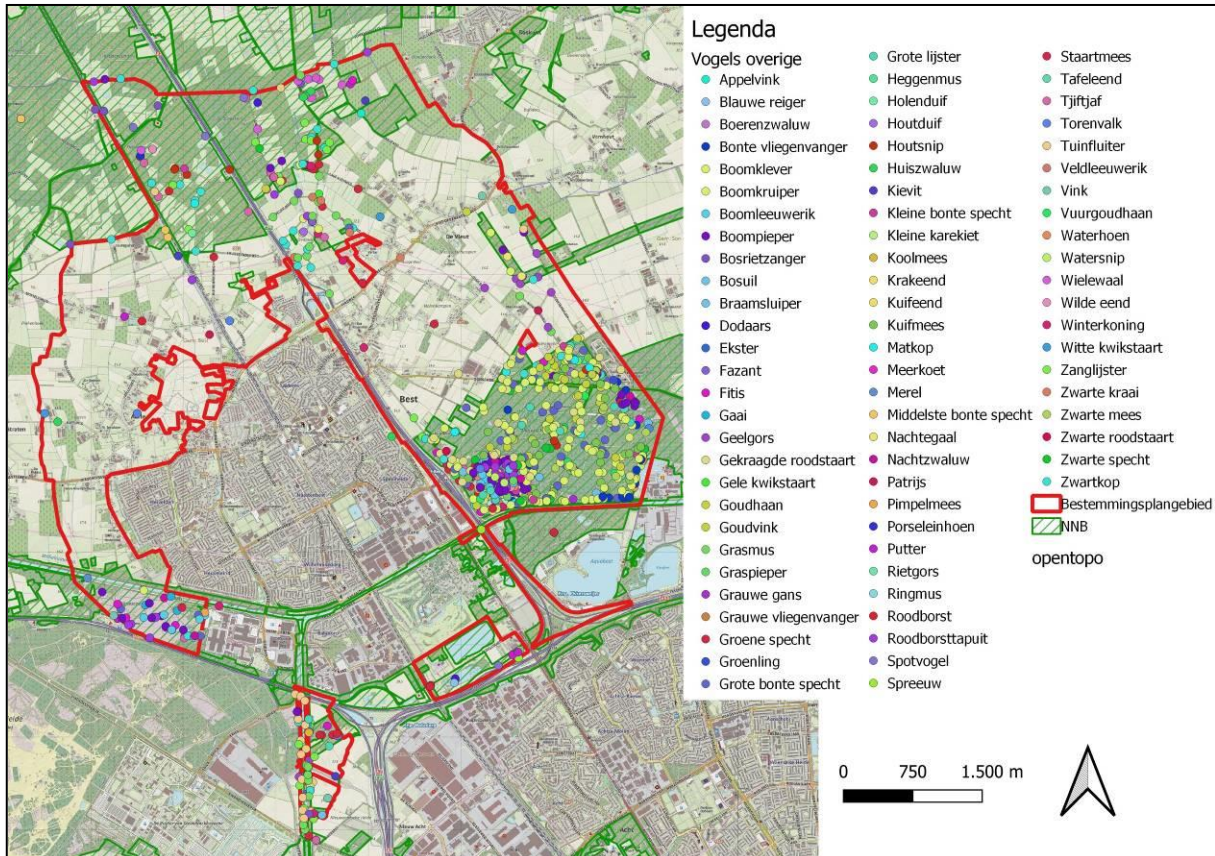 Legenda
Vogels overige
Appelvink
Blauwe reiger
Boerenzwaluw
Bonte vliegenvanger
Boomklever
Boomkruiper
Boomleeuwerik
Boompieper
Bosrietzanger
Bosuil
Braamsluiper
Dodaars
Ekster
Fazant
Fitis
Gaai
Geelgors
Gekraagde roodstaart
Gele kwikstaart
Goudhaan
Goudvink
Grasmus
Graspieper
Grauwe gans
Grauwe vliegenvanger
Groene specht
Groenling
Grote bonte specht
Grote lijster
Heggenmus
Holenduif
Houtduif
Houtsnip
Huiszwaluw
Kievit
Kleine bonte specht
Kleine karekiet
Koolmees
Krakeend
Kuifeend
Kuifmees
Matkop
Meerkoet
Merel
Middelste bonte specht
Nachtegaal
Nachtzwaluw
Patrijs
Pimpelmees
Porseleinhoen
Putter
Rietgors
Ringmus
Roodborst
Roodborsttapuit
Spotvogel
Spreeuw
Staartmees
Tafeleend
Tjiftjaf
Torenvalk
Tuinfluiter
Veldleeuwerik
Vink
Vuurgoudhaan
Waterhoen
Watersnip
Wielewaal
Wilde eend
Winterkoning
Witte kwikstaart
Zanglijster
Zwarte kraai
Zwarte mees
Zwarte roodstaart
Zwarte specht
Zwartkop
Bestemmingsplangebied
NNB
opentopo
Best
0 750 1.500 m